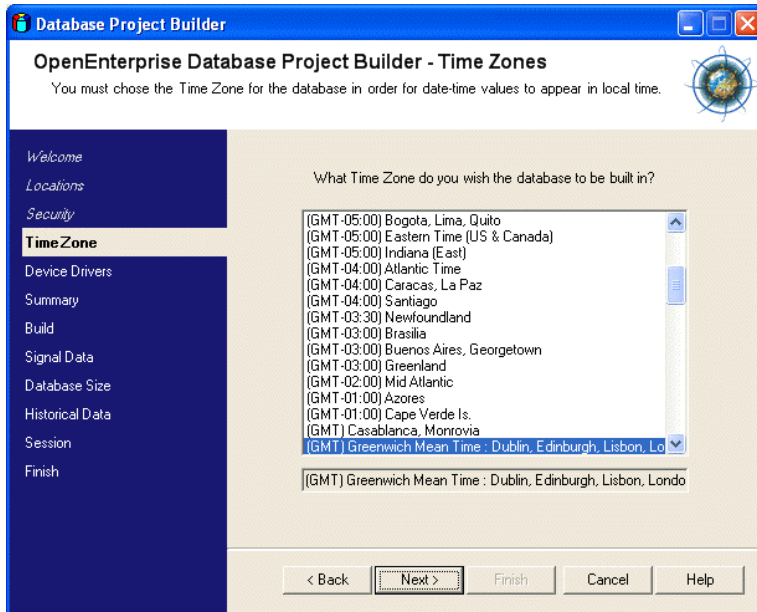 Database Project Builder
OpenEnterprise Database Project Builder - Time Zones
You must chose the Time Zone for the database in order for date-time values to appear in local time.
Welcome
Locations
Security
TimeZone
Device Drivers
Summary
Build
Signal Data
Database Size
Historical Data
Session
Finish
What Time Zone do you wish the database to be built in?
(GMT-05:00) Bogota, Lima, Quito
(GMT-05:00) Eastern Time (US & Canada)
(GMT-05:00) Indiana (East)
(GMT-04:00) Atlantic Time
(GMT-04:00) Caracas, La Paz
(GMT-04:00) Santiago
(GMT-03:30) Newfoundland
(GMT-03:00) Brasilia
(GMT-03:00) Buenos Aires, Georgetown
(GMT-03:00) Greenland
(GMT-02:00) Mid Atlantic
(GMT-01:00) Azores
(GMT-01:00) Cape Verde Is.
(GMT) Casablanca, Monrovia
(GMT) Greenwich Mean Time : Dublin, Edinburgh, Lisbon, Lo
(GMT) Greenwich Mean Time : Dublin, Edinburgh, Lisbon, Londo
< Back Next > Finish Cancel Help